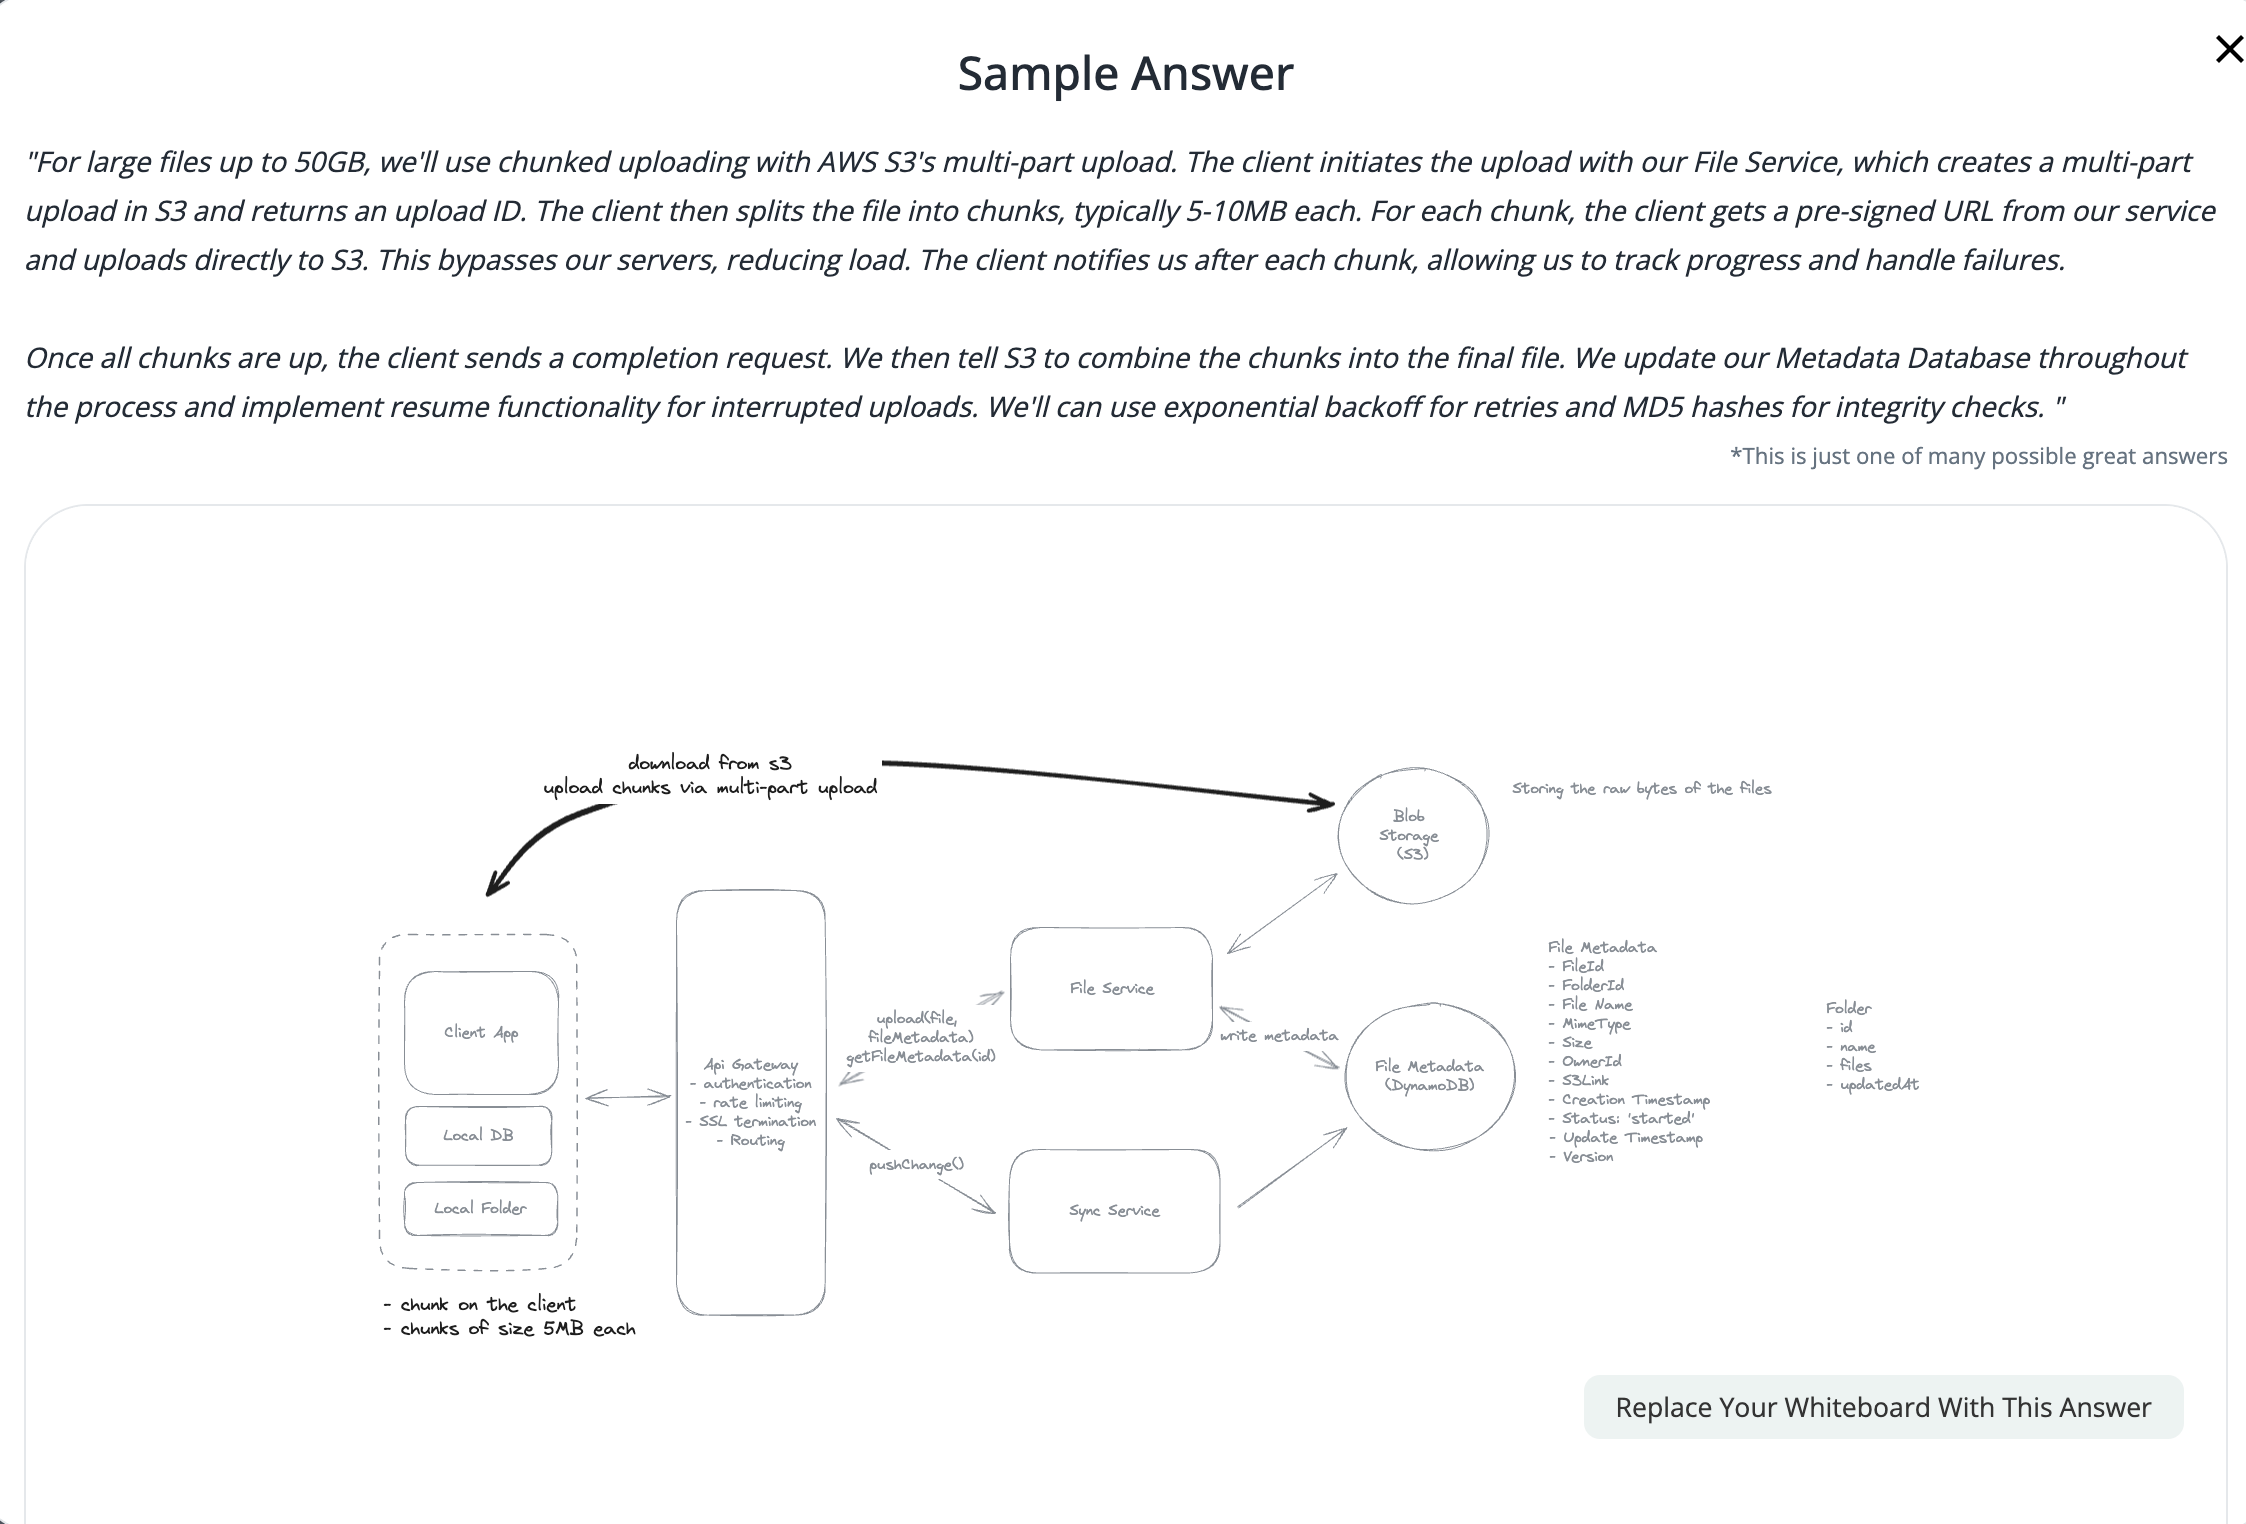 Sample Answer
"For large files up to 50GB, we'll use chunked uploading with AWS S3's multi-part upload. The client initiates the upload with our File Service, which creates a multi-part
upload in S3 and returns an upload ID. The client then splits the file into chunks, typically 5-10MB each. For each chunk, the client gets a pre-signed URL from our service
and uploads directly to S3. This bypasses our servers, reducing load. The client notifies us after each chunk, allowing us to track progress and handle failures.
Once all chunks are up, the client sends a completion request. We then tell S3 to combine the chunks into the final file. We update our Metadata Database throughout
the process and implement resume functionality for interrupted uploads. We'll can use exponential backoff for retries and MD5 hashes for integrity checks. "
*This is just one of many possible great answers
download from s3
upload chunks via multi-part upload
Blob
Storage
(S3)
Storing the raw bytes of the files
Client App
Local DB
Local Folder
- chunk on the client
- chunks of size 5MB each
Api Gateway
- authentication
- rate limiting
- SSL termination
- Routing
upload(file,
fileMetadata)
getFileMetadata(id)
pushChange()
File Service
write metadata
Sync Service
File Metadata
(DynamoDB)
File Metadata
- FileId
- FolderId
- File Name
- MimeType
- Size
- OwnerId
- S3Link
- Creation Timestamp
- Status: 'started'
- Update Timestamp
- Version
Folder
- id
- name
- files
- updatedAt
Replace Your Whiteboard With This Answer